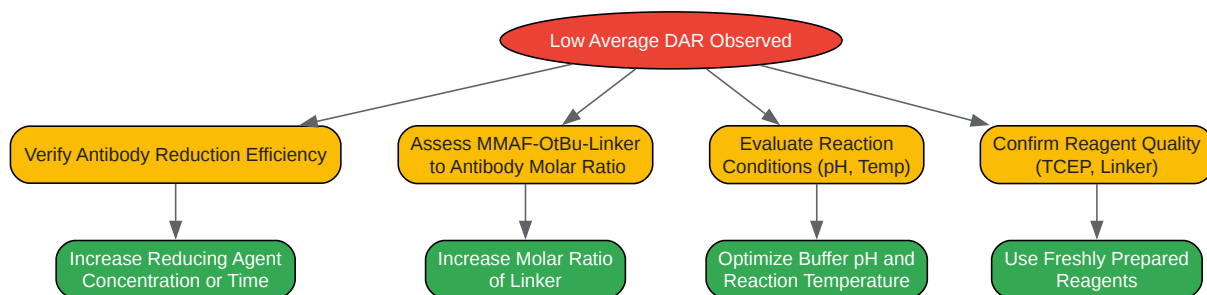 Low Average DAR Observed
Verify Antibody Reduction Efficiency
Assess MMAF-OtBu-Linker
to Antibody Molar Ratio
Evaluate Reaction
Conditions (pH, Temp)
Confirm Reagent Quality
(TCEP, Linker)
Increase Reducing Agent
Concentration or Time
Increase Molar Ratio
of Linker
Optimize Buffer pH and
Reaction Temperature
Use Freshly Prepared
Reagents